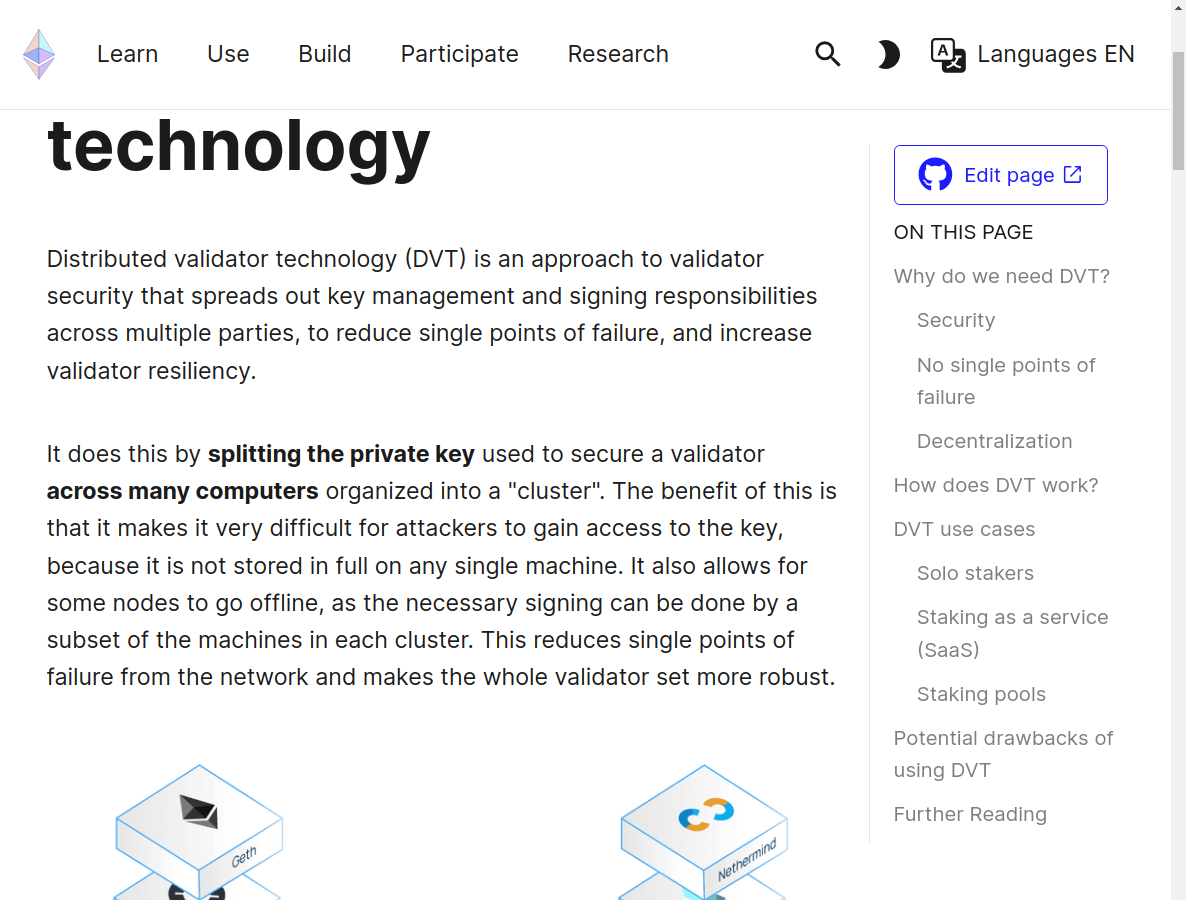 Learn Use Build Participate Research Languages EN
technology
Distributed validator technology (DVT) is an approach to validator
security that spreads out key management and signing responsibilities
across multiple parties, to reduce single points of failure, and increase
validator resiliency.
It does this by splitting the private key used to secure a validator
across many computers organized into a "cluster". The benefit of this is
that it makes it very difficult for attackers to gain access to the key,
because it is not stored in full on any single machine. It also allows for
some nodes to go offline, as the necessary signing can be done by a
subset of the machines in each cluster. This reduces single points of
failure from the network and makes the whole validator set more robust.
Geth
Nethermind
Edit page
ON THIS PAGE
Why do we need DVT?
Security
No single points of
failure
Decentralization
How does DVT work?
DVT use cases
Solo stakers
Staking as a service
(SaaS)
Staking pools
Potential drawbacks of
using DVT
Further Reading